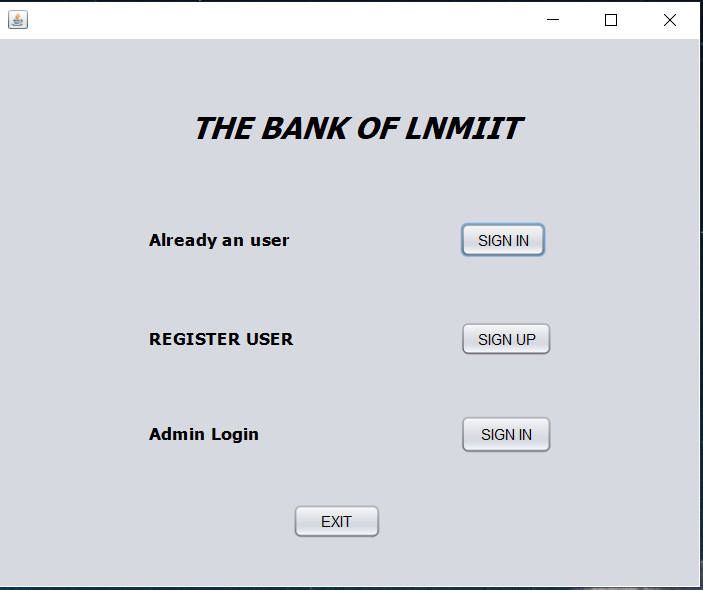 THE BANK OF LNMIIT
Already an user
SIGN IN
REGISTER USER
SIGN UP
Admin Login
SIGN IN
EXIT